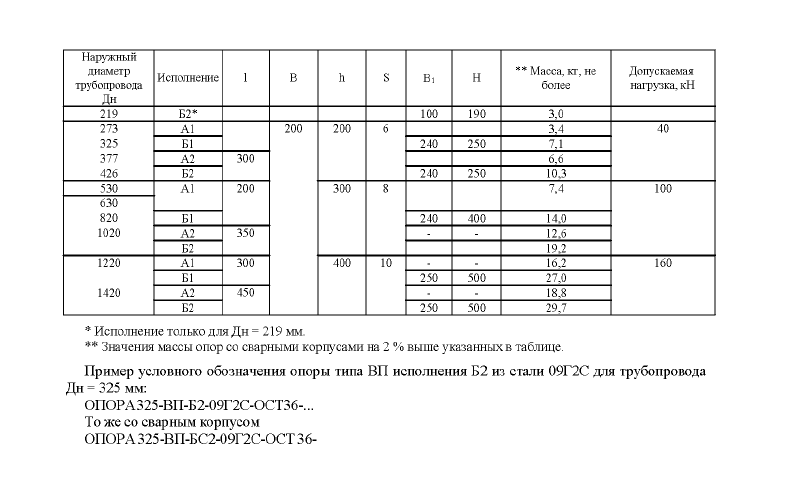 Наружный диаметр трубопровода Дн | Исполнение | l | B | h | S | B₁ | H | ** Масса, кг, не более | Допускаемая нагрузка, кН
219 Б2* 100 190 3,0
273 А1 200 200 6 3,4 40
325 Б1 240 250 7,1
377 А2 300 6,6
426 Б2 240 250 10,3
530 А1 200 300 8 7,4 100
630
820 Б1 240 400 14,0
1020 А2 350 - - 12,6
Б2 19,2
1220 А1 300 400 10 - - 16,2 160
Б1 250 500 27,0
1420 А2 450 - - 18,8
Б2 250 500 29,7
* Исполнение только для Дн = 219 мм.
** Значения массы опор со сварными корпусами на 2 % выше указанных в таблице.
Пример условного обозначения опоры типа ВП исполнения Б2 из стали 09Г2С для трубопровода
Дн = 325 мм:
ОПОРА 325-ВП-Б2-09Г2С-ОСТ36-...
То же со сварным корпусом
ОПОРА 325-ВП-БС2-09Г2С-ОСТ 36-